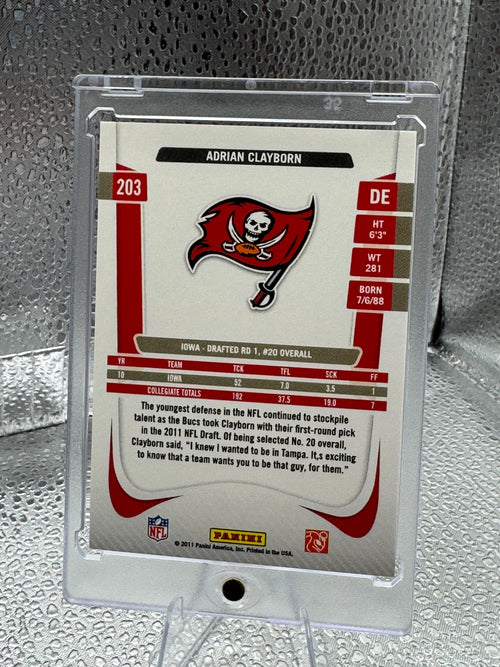 32
ADRIAN CLAYBORN
203
DE
HT
6'3"
WT
281
BORN
7/6/88
IOWA - DRAFTED RD 1, #20 OVERALL
YR TEAM TCK TFL SCK FF
10 IOWA 52 7.0 3.5 1
COLLEGIATE TOTALS 192 37.5 19.0 7
The youngest defense in the NFL continued to stockpile
talent as the Bucs took Clayborn with their first-round pick
in the 2011 NFL Draft. Of being selected No. 20 overall,
Clayborn said, "I knew I wanted to be in Tampa. It,s exciting
to know that a team wants you to be that guy, for them."
NFL
PANINI
© 2011 Panini America, Inc. Printed in the USA.